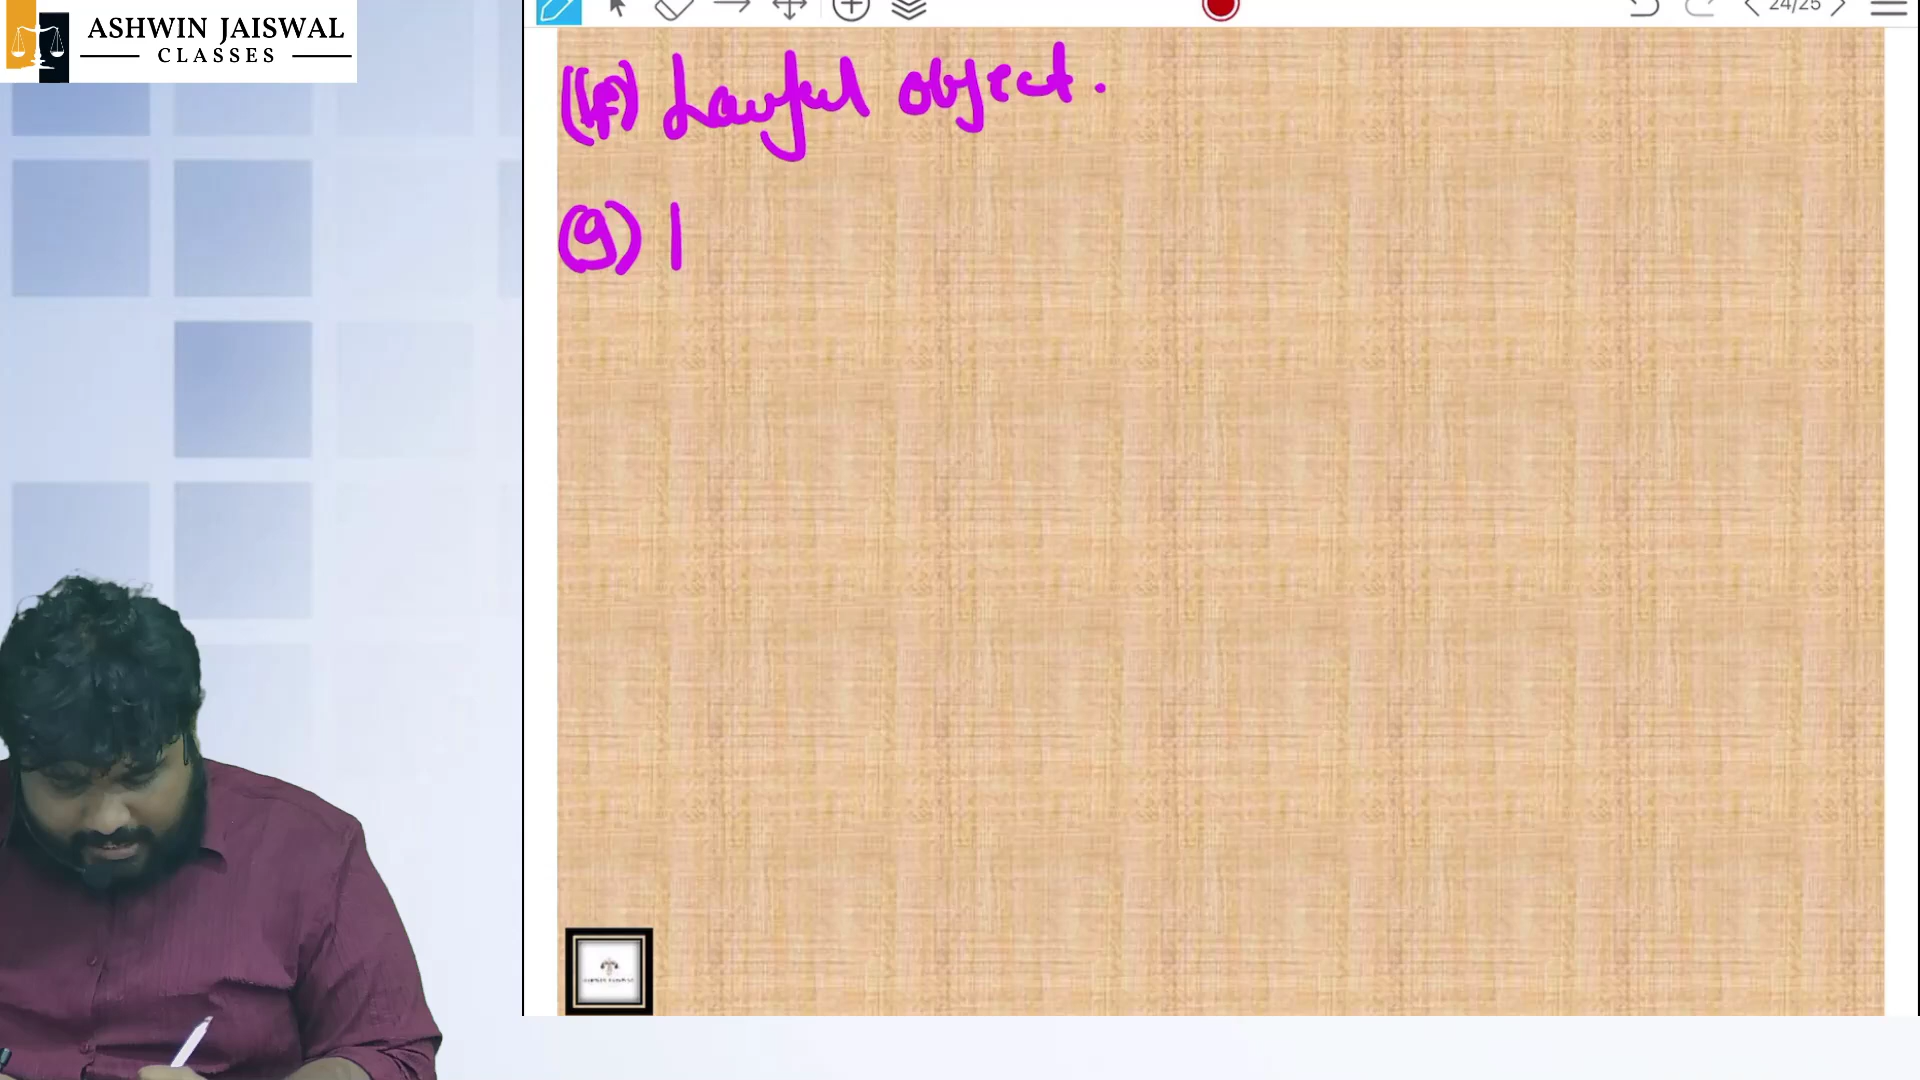 ASHWIN JAISWAL
CLASSES
24/25
(f) Lawful object.
(g)